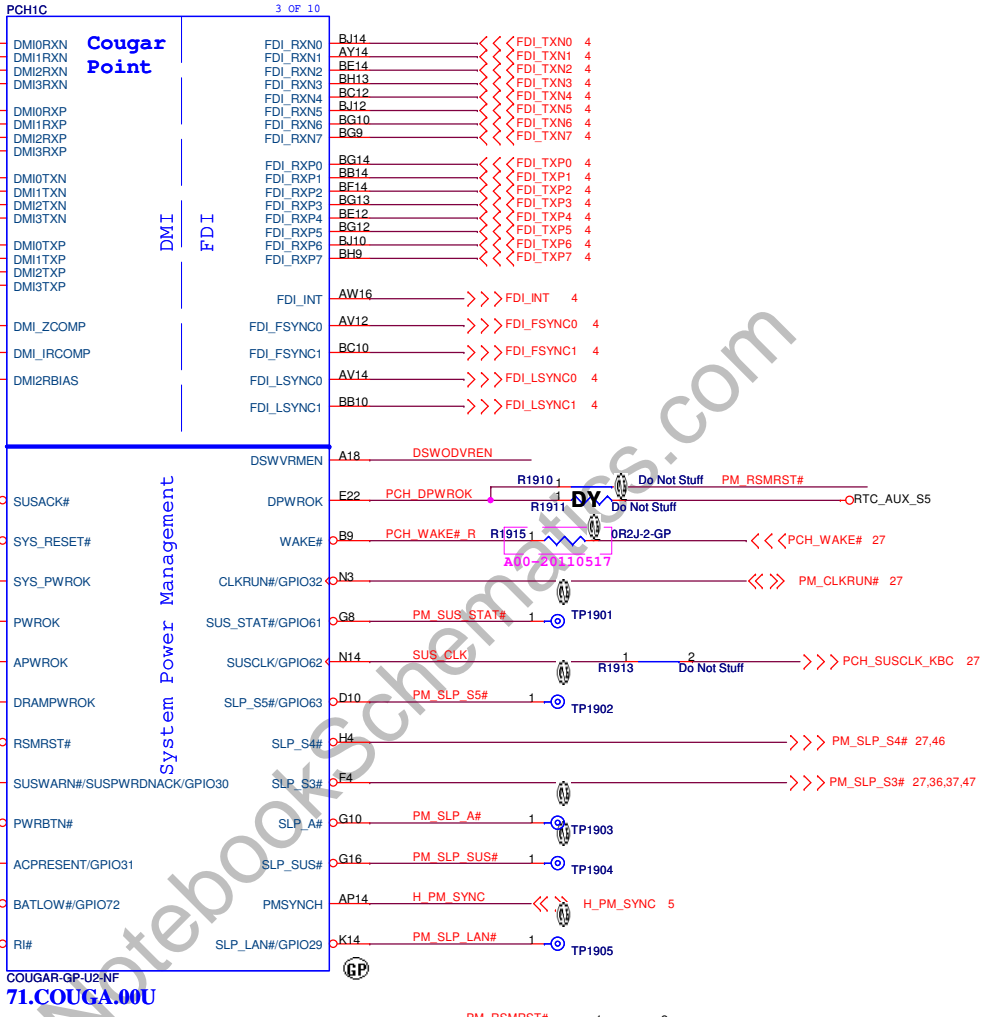 PCH1C 3 OF 10
Cougar Point
DMI0RXN FDI_RXN0 BJ14 FDI_TXN0 4
DMI1RXN FDI_RXN1 AY14 FDI_TXN1 4
DMI2RXN FDI_RXN2 BE14 FDI_TXN2 4
DMI3RXN FDI_RXN3 BH13 FDI_TXN3 4
FDI_RXN4 BC12 FDI_TXN4 4
DMI0RXP FDI_RXN5 BJ12 FDI_TXN5 4
DMI1RXP FDI_RXN6 BG10 FDI_TXN6 4
DMI2RXP FDI_RXN7 BG9 FDI_TXN7 4
DMI3RXP
FDI_RXP0 BG14 FDI_TXP0 4
DMI0TXN FDI_RXP1 BB14 FDI_TXP1 4
DMI1TXN FDI_RXP2 BF14 FDI_TXP2 4
DMI2TXN FDI_RXP3 BG13 FDI_TXP3 4
DMI3TXN FDI_RXP4 BE12 FDI_TXP4 4
FDI_RXP5 BG12 FDI_TXP5 4
DMI0TXP FDI_RXP6 BJ10 FDI_TXP6 4
DMI1TXP FDI_RXP7 BH9 FDI_TXP7 4
DMI2TXP
DMI3TXP
DMI
FDI
FDI_INT AW16 FDI_INT 4
DMI_ZCOMP FDI_FSYNC0 AV12 FDI_FSYNC0 4
DMI_IRCOMP FDI_FSYNC1 BC10 FDI_FSYNC1 4
DMI2RBIAS FDI_LSYNC0 AV14 FDI_LSYNC0 4
FDI_LSYNC1 BB10 FDI_LSYNC1 4
System Power Management
DSWVRMEN A18 DSWODVREN
R1910 1 Do Not Stuff PM_RSMRST#
SUSACK# DPWROK E22 PCH_DPWROK 1 DY RTC_AUX_S5
R1911 Do Not Stuff
SYS_RESET# WAKE# B9 PCH_WAKE#_R R1915 1 2 0R2J-2-GP PCH_WAKE# 27
A00-20110517
SYS_PWROK CLKRUN#/GPIO32 N3 PM_CLKRUN# 27
PWROK SUS_STAT#/GPIO61 G8 PM_SUS_STAT# 1 TP1901
APWROK SUSCLK/GPIO62 N14 SUS_CLK 1 2 PCH_SUSCLK_KBC 27
R1913 Do Not Stuff
DRAMPWROK SLP_S5#/GPIO63 D10 PM_SLP_S5# 1 TP1902
RSMRST# SLP_S4# H4 PM_SLP_S4# 27,46
SUSWARN#/SUSPWRDNACK/GPIO30 SLP_S3# F4 PM_SLP_S3# 27,36,37,47
PWRBTN# SLP_A# G10 PM_SLP_A# 1 TP1903
ACPRESENT/GPIO31 SLP_SUS# G16 PM_SLP_SUS# 1 TP1904
BATLOW#/GPIO72 PMSYNCH AP14 H_PM_SYNC H_PM_SYNC 5
RI# SLP_LAN#/GPIO29 K14 PM_SLP_LAN# 1 TP1905
GP
COUGAR-GP-U2-NF
71.COUGA.00U
PM_RSMRST# 1 2
NotebookSchematics.com